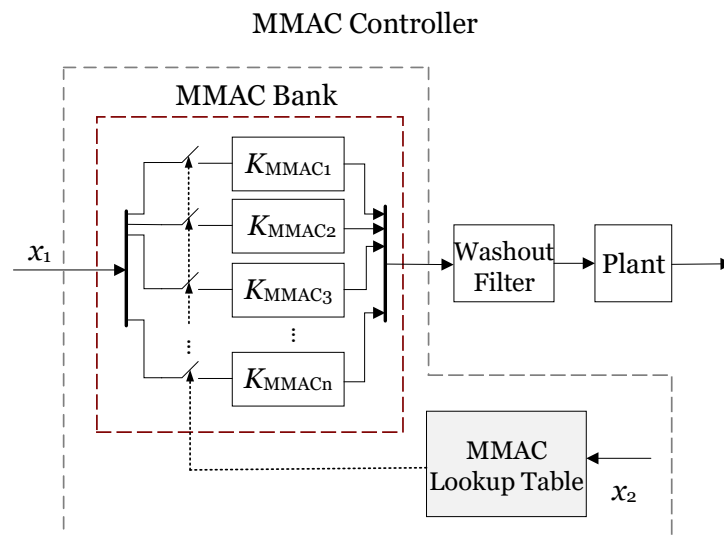 MMAC Controller
MMAC Bank
K_MMAC1
K_MMAC2
K_MMAC3
⋮
K_MMACn
x₁
Washout
Filter
Plant
MMAC
Lookup Table
x₂